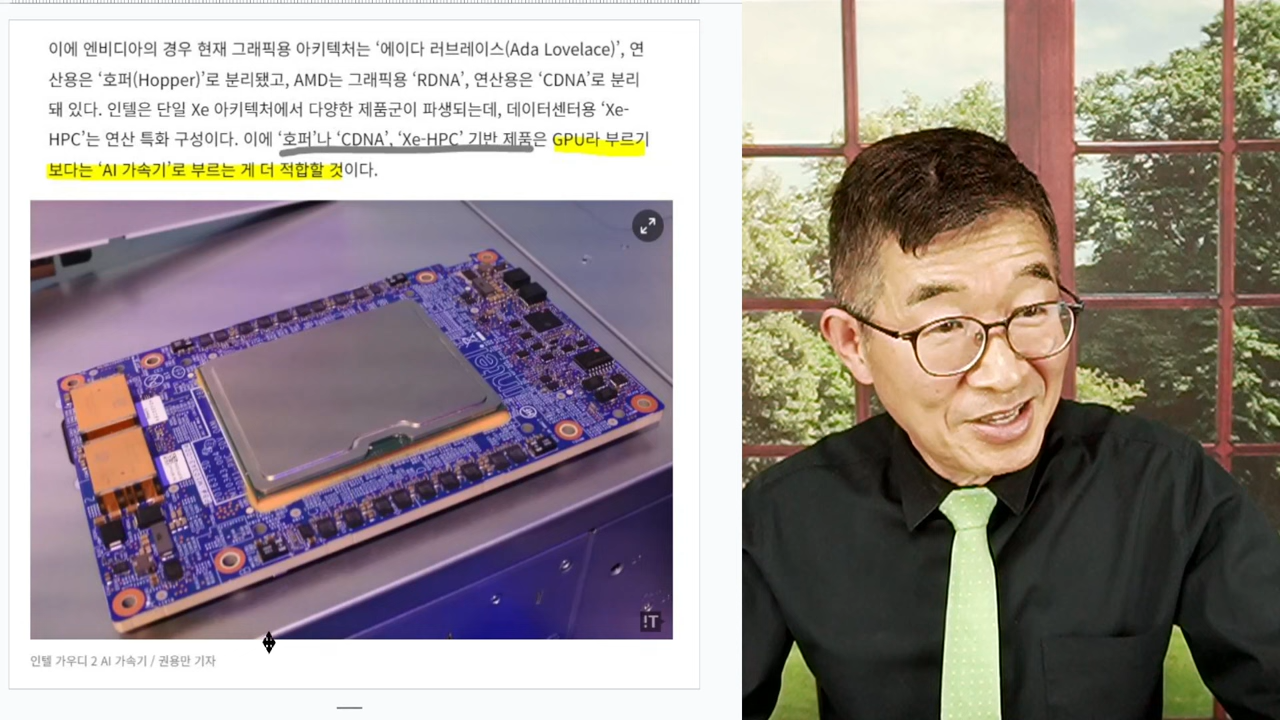 이에 엔비디아의 경우 현재 그래픽용 아키텍처는 ‘에이다 러브레이스(Ada Lovelace)’, 연
산용은 ‘호퍼(Hopper)’로 분리됐고, AMD는 그래픽용 ‘RDNA’, 연산용은 ‘CDNA’로 분리
돼 있다. 인텔은 단일 Xe 아키텍처에서 다양한 제품군이 파생되는데, 데이터센터용 ‘Xe-
HPC’는 연산 특화 구성이다. 이에 ‘호퍼’나 ‘CDNA’, ‘Xe-HPC’ 기반 제품은 GPU라 부르기
보다는 ‘AI 가속기’로 부르는 게 더 적합할 것이다.
intel
IT
인텔 가우디 2 AI 가속기 / 권용만 기자